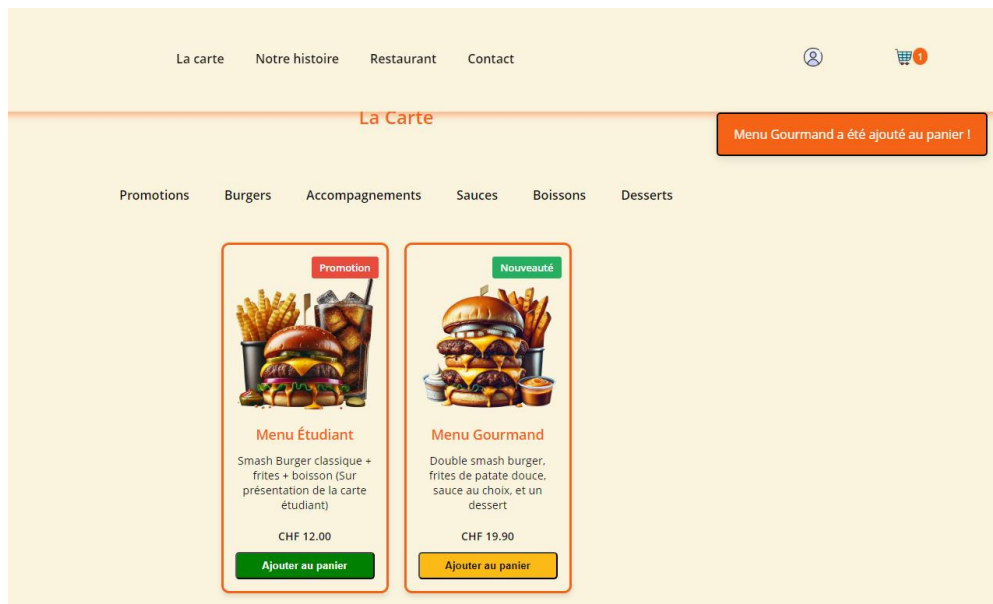 La carte Notre histoire Restaurant Contact 1
La Carte
Menu Gourmand a été ajouté au panier !
Promotions Burgers Accompagnements Sauces Boissons Desserts
Promotion
Menu Étudiant
Smash Burger classique +
frites + boisson (Sur
présentation de la carte
étudiant)
CHF 12.00
Ajouter au panier
Nouveauté
Menu Gourmand
Double smash burger,
frites de patate douce,
sauce au choix, et un
dessert
CHF 19.90
Ajouter au panier